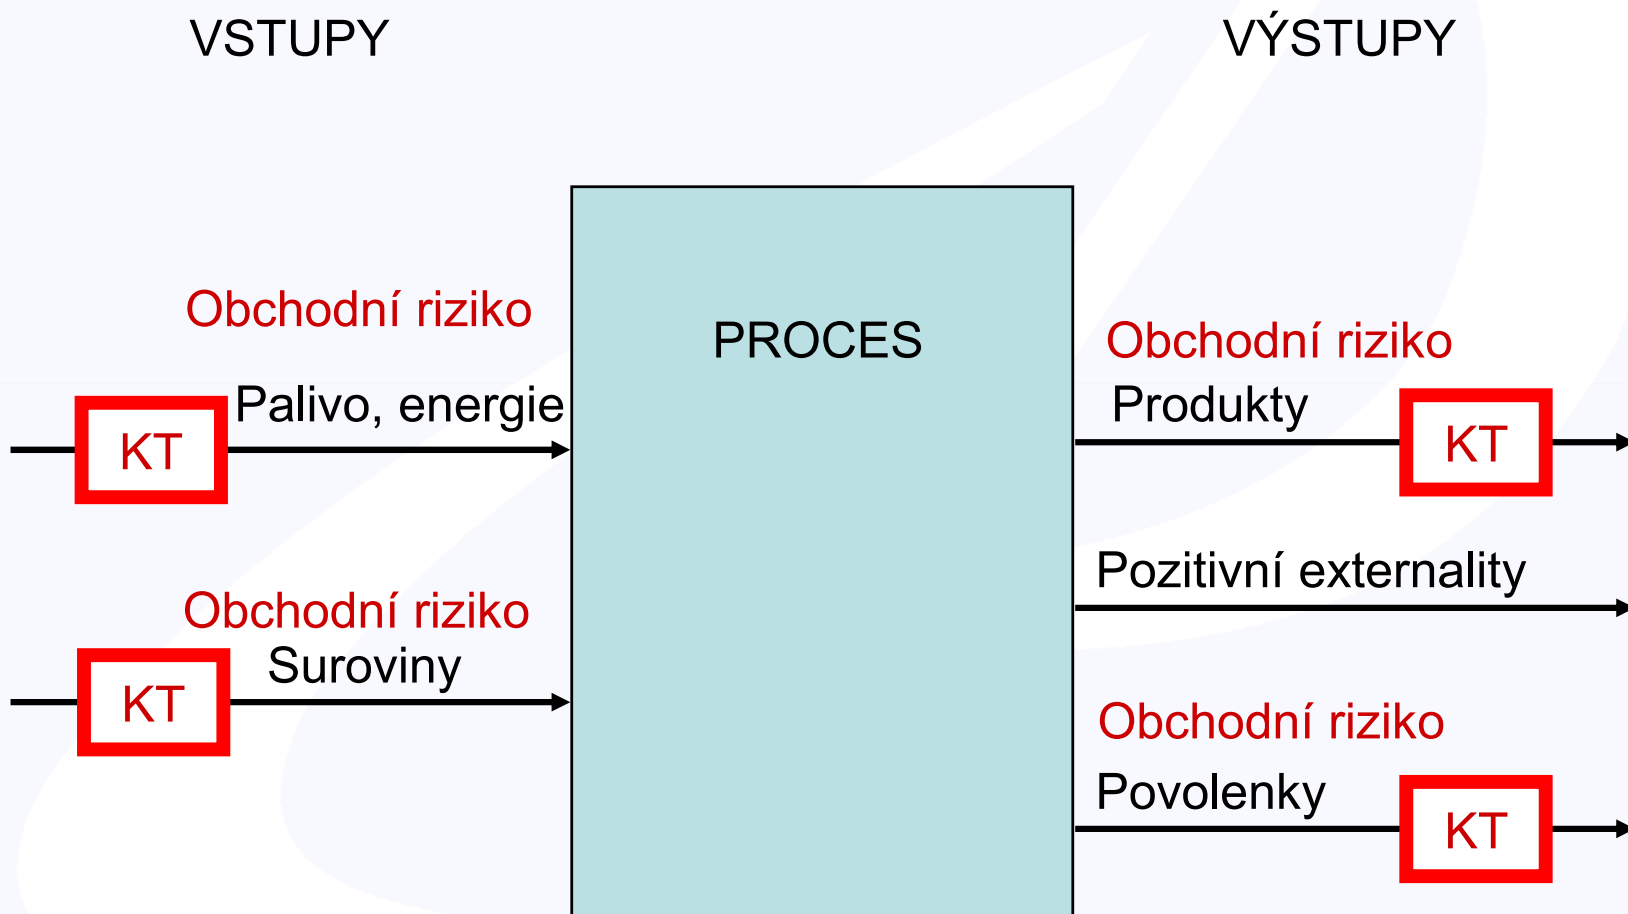 VSTUPY
VÝSTUPY
Obchodní riziko
PROCES
Obchodní riziko
Palivo, energie
Produkty
KT
KT
Pozitivní externality
Obchodní riziko
Suroviny
KT
Obchodní riziko
Povolenky
KT